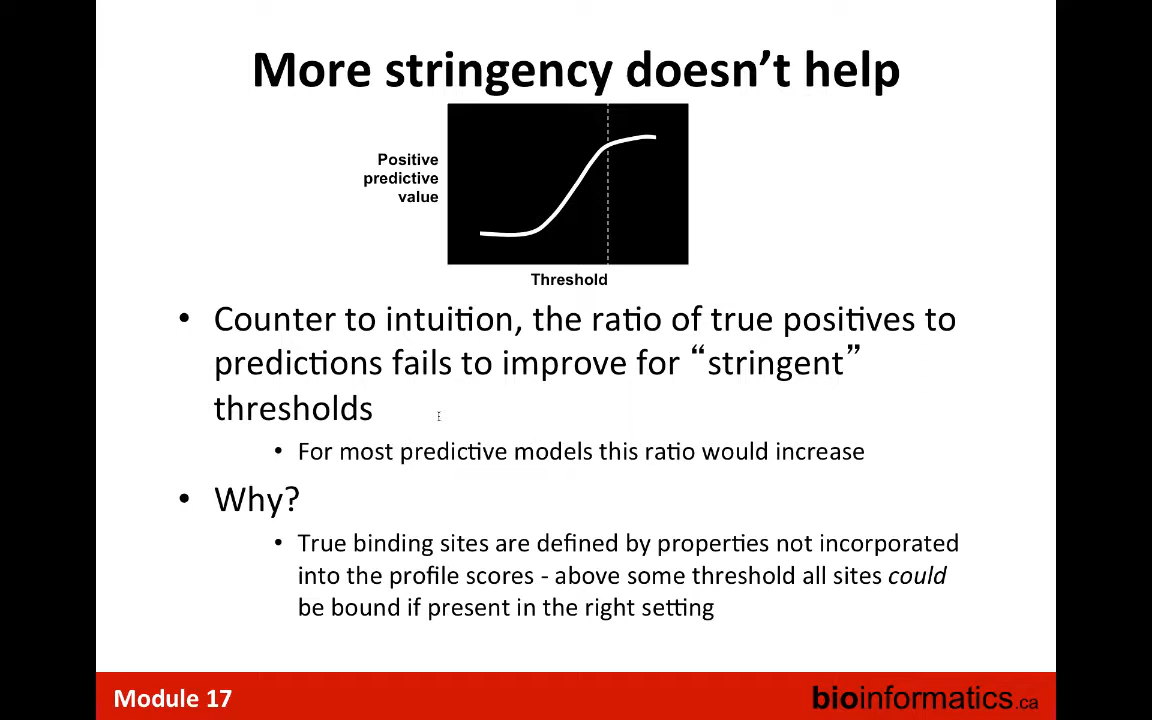 More stringency doesn’t help
Positive
predictive
value
Threshold
• Counter to intuition, the ratio of true positives to
predictions fails to improve for “stringent”
thresholds
• For most predictive models this ratio would increase
• Why?
• True binding sites are defined by properties not incorporated
into the profile scores - above some threshold all sites could
be bound if present in the right setting
Module 17
bioinformatics.ca